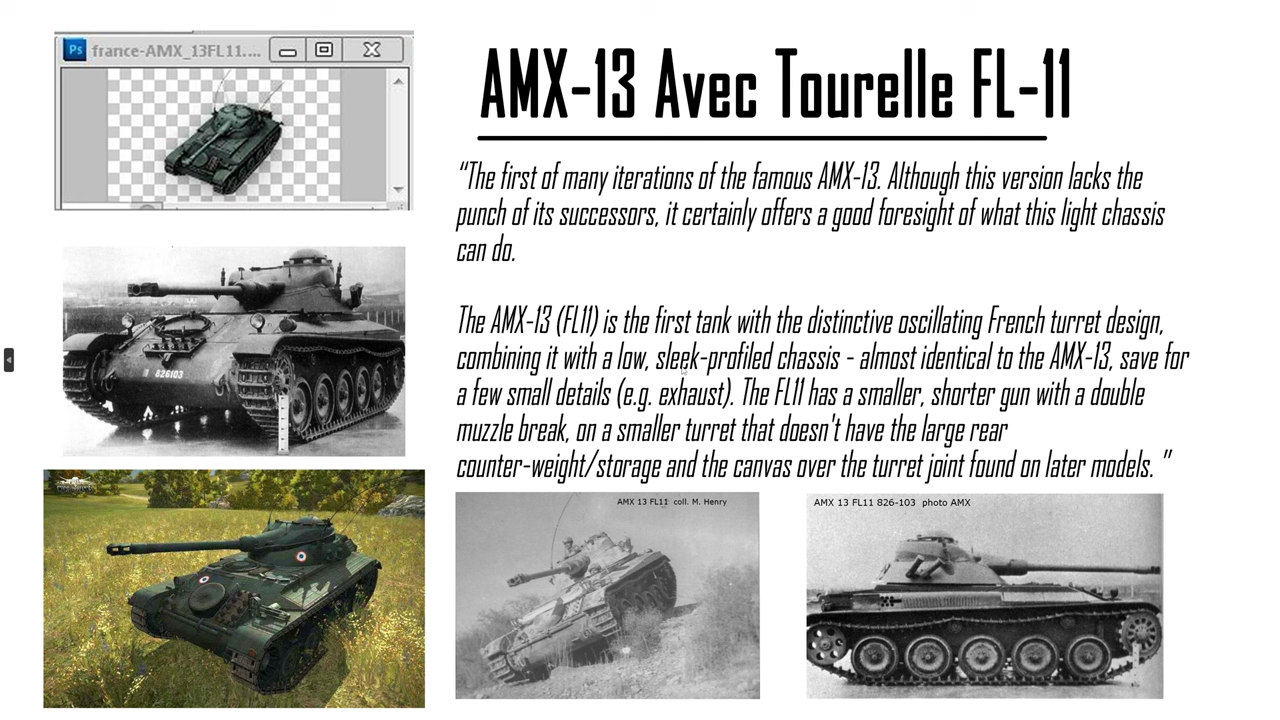 france-AMX_13FL11....
Ps
AMX-13 Avec Tourelle FL-11
“The first of many iterations of the famous AMX-13. Although this version lacks the
punch of its successors, it certainly offers a good foresight of what this light chassis
can do.
The AMX-13 (FL11) is the first tank with the distinctive oscillating French turret design,
combining it with a low, sleek-profiled chassis - almost identical to the AMX-13, save for
a few small details (e.g. exhaust). The FL11 has a smaller, shorter gun with a double
muzzle break, on a smaller turret that doesn't have the large rear
counter-weight/storage and the canvas over the turret joint found on later models. ”
826103
AMX 13 FL11 coll. M. Henry
AMX 13 FL11 826-103 photo AMX